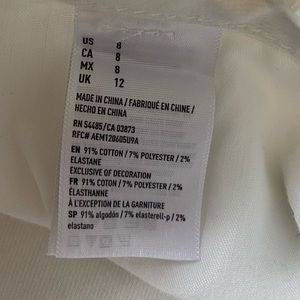 US 8
CA 8
MX 8
UK 12
MADE IN CHINA / FABRIQUÉ EN CHINE /
HECHO EN CHINA
RN 54485/CA 03873
RFC# AEM120405U9A
EN 91% COTTON / 7% POLYESTER / 2%
ELASTANE
EXCLUSIVE OF DECORATION
FR 91% COTON / 7% POLYESTER / 2%
ÉLASTHANNE
À L'EXCEPTION DE LA GARNITURE
SP 91% algodón / 7% elasterell-p / 2%
elastano